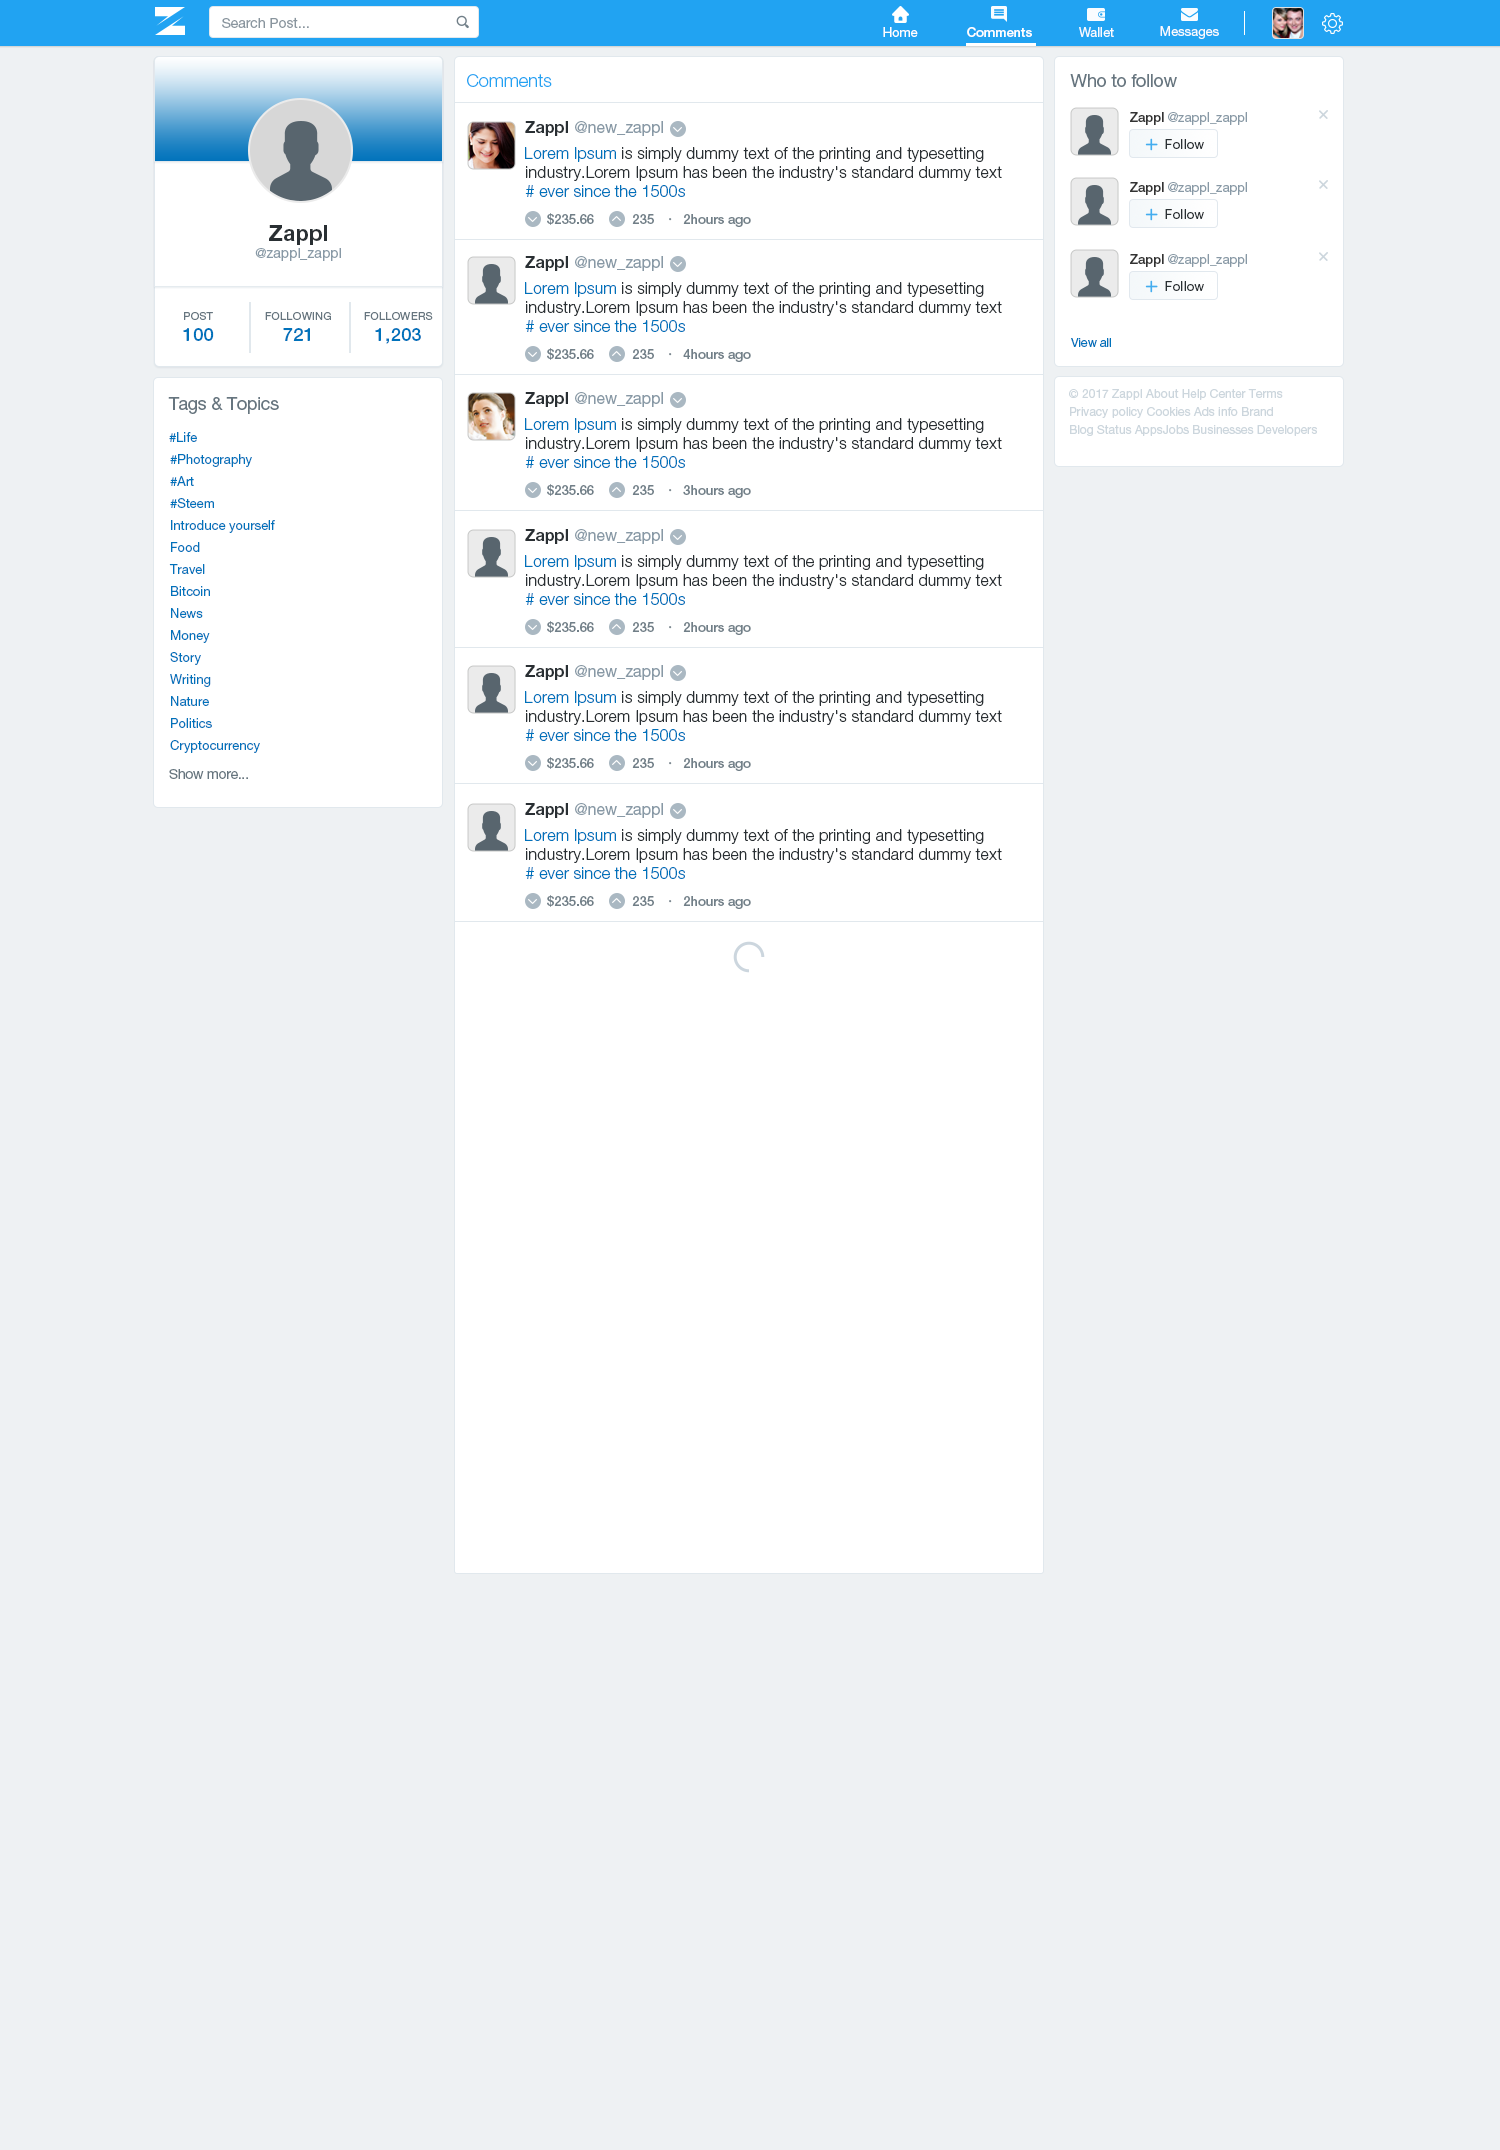 Search Post...
Home
Comments
Wallet
Messages
Zappl
@zappl_zappl
POST
100
FOLLOWING
721
FOLLOWERS
1,203
Tags & Topics
#Life
#Photography
#Art
#Steem
Introduce yourself
Food
Travel
Bitcoin
News
Money
Story
Writing
Nature
Politics
Cryptocurrency
Show more...
Comments
Zappl @new_zappl
Lorem Ipsum is simply dummy text of the printing and typesetting
industry.Lorem Ipsum has been the industry's standard dummy text
# ever since the 1500s
$235.66 235 · 2hours ago
Zappl @new_zappl
Lorem Ipsum is simply dummy text of the printing and typesetting
industry.Lorem Ipsum has been the industry's standard dummy text
# ever since the 1500s
$235.66 235 · 4hours ago
Zappl @new_zappl
Lorem Ipsum is simply dummy text of the printing and typesetting
industry.Lorem Ipsum has been the industry's standard dummy text
# ever since the 1500s
$235.66 235 · 3hours ago
Zappl @new_zappl
Lorem Ipsum is simply dummy text of the printing and typesetting
industry.Lorem Ipsum has been the industry's standard dummy text
# ever since the 1500s
$235.66 235 · 2hours ago
Zappl @new_zappl
Lorem Ipsum is simply dummy text of the printing and typesetting
industry.Lorem Ipsum has been the industry's standard dummy text
# ever since the 1500s
$235.66 235 · 2hours ago
Zappl @new_zappl
Lorem Ipsum is simply dummy text of the printing and typesetting
industry.Lorem Ipsum has been the industry's standard dummy text
# ever since the 1500s
$235.66 235 · 2hours ago
Who to follow
Zappl @zappl_zappl
Follow
Zappl @zappl_zappl
Follow
Zappl @zappl_zappl
Follow
View all
© 2017 Zappl About Help Center Terms
Privacy policy Cookies Ads info Brand
Blog Status AppsJobs Businesses Developers